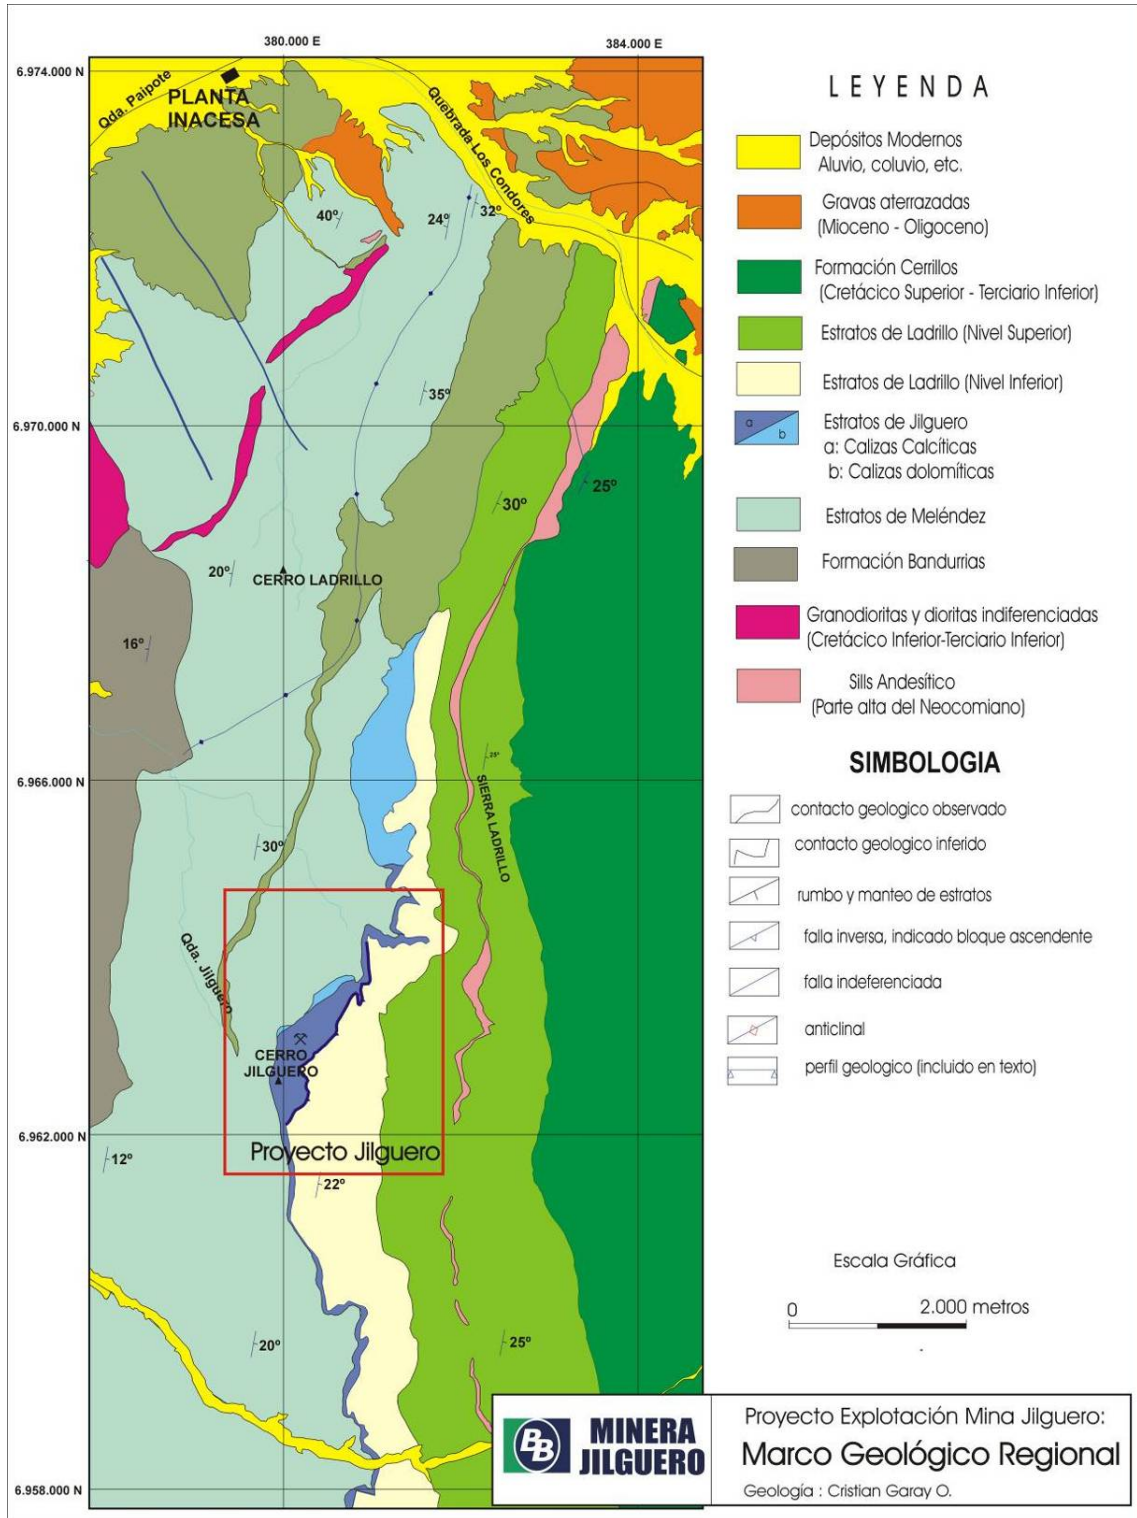 380.000 E
384.000 E
6.974.000 N
6.970.000 N
6.966.000 N
6.962.000 N
6.958.000 N
Qda. Paipote
PLANTA
INACESA
Quebrada Los Condores
40º
24º
32º
35º
30º
25º
20º
CERRO LADRILLO
16º
25º
SIERRA LADRILLO
30º
Qda. Jilguero
CERRO
JILGUERO
Proyecto Jilguero
12º
22º
20º
25º
LEYENDA
Depósitos Modernos
Aluvio, coluvio, etc.
Gravas aterrazadas
(Mioceno - Oligoceno)
Formación Cerrillos
(Cretácico Superior - Terciario Inferior)
Estratos de Ladrillo (Nivel Superior)
Estratos de Ladrillo (Nivel Inferior)
a
b
Estratos de Jilguero
a: Calizas Calcíticas
b: Calizas dolomíticas
Estratos de Meléndez
Formación Bandurrias
Granodioritas y dioritas indiferenciadas
(Cretácico Inferior-Terciario Inferior)
Sills Andesítico
(Parte alta del Neocomiano)
SIMBOLOGIA
contacto geologico observado
contacto geologico inferido
rumbo y manteo de estratos
falla inversa, indicado bloque ascendente
falla indeferenciada
anticlinal
perfil geologico (incluido en texto)
Escala Gráfica
0
2.000 metros
BB
MINERA
JILGUERO
Proyecto Explotación Mina Jilguero:
Marco Geológico Regional
Geología : Cristian Garay O.